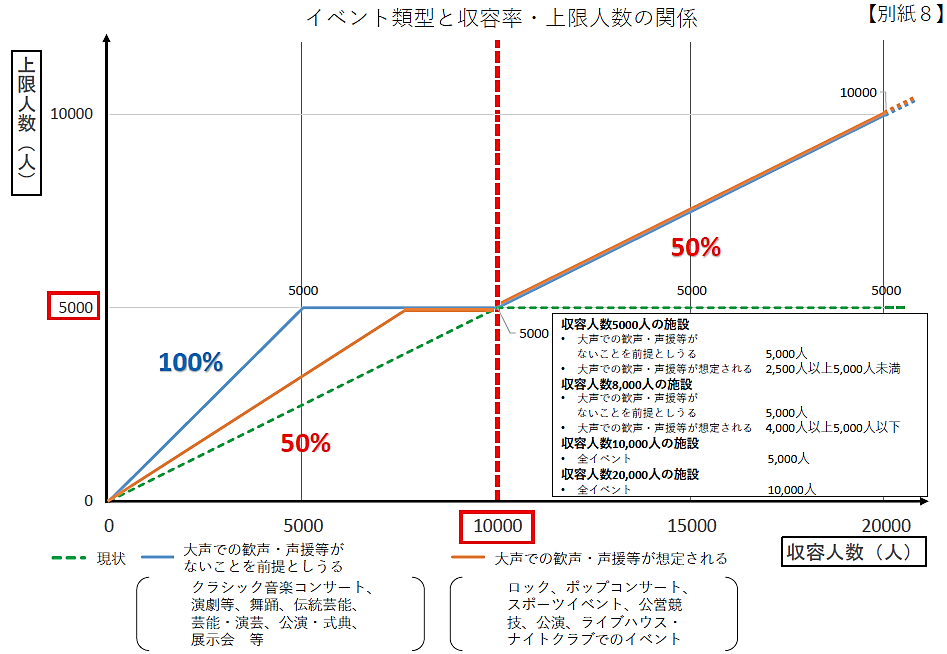 イベント類型と収容率・上限人数の関係
【別紙８】
上限人数（人）
10000
10000
5000
5000
5000
5000
5000
100%
50%
50%
0
0
5000
10000
15000
20000
収容人数（人）
収容人数5000人の施設
• 大声での歓声・声援等が
ないことを前提としうる 5,000人
• 大声での歓声・声援等が想定される 2,500人以上5,000人未満
収容人数8,000人の施設
• 大声での歓声・声援等が
ないことを前提としうる 5,000人
• 大声での歓声・声援等が想定される 4,000人以上5,000人以下
収容人数10,000人の施設
• 全イベント 5,000人
収容人数20,000人の施設
• 全イベント 10,000人
現状
大声での歓声・声援等が
ないことを前提としうる
大声での歓声・声援等が想定される
クラシック音楽コンサート、
演劇等、舞踊、伝統芸能、
芸能・演芸、公演・式典、
展示会 等
ロック、ポップコンサート、
スポーツイベント、公営競
技、公演、ライブハウス・
ナイトクラブでのイベント